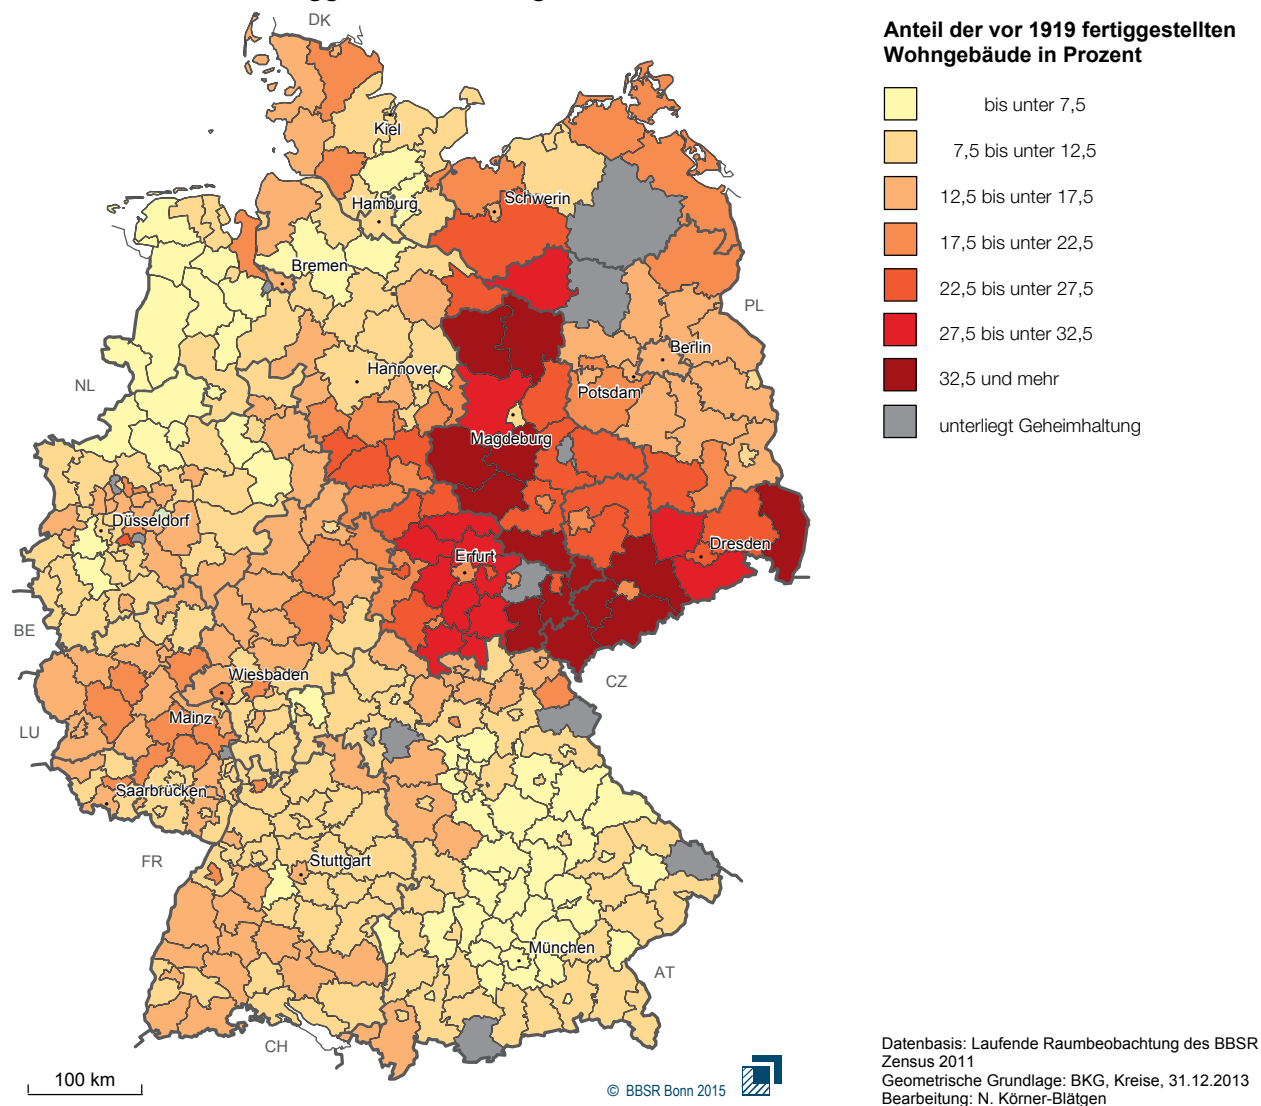 DK
Kiel
Hamburg
Schwerin
Bremen
PL
Berlin
Hannover
NL
Potsdam
Magdeburg
Düsseldorf
Dresden
Erfurt
BE
Wiesbaden
CZ
Mainz
LU
Saarbrücken
FR
Stuttgart
München
AT
CH
100 km
© BBSR Bonn 2015
Anteil der vor 1919 fertiggestellten
Wohngebäude in Prozent
bis unter 7,5
7,5 bis unter 12,5
12,5 bis unter 17,5
17,5 bis unter 22,5
22,5 bis unter 27,5
27,5 bis unter 32,5
32,5 und mehr
unterliegt Geheimhaltung
Datenbasis: Laufende Raumbeobachtung des BBSR
Zensus 2011
Geometrische Grundlage: BKG, Kreise, 31.12.2013
Bearbeitung: N. Körner-Blätgen